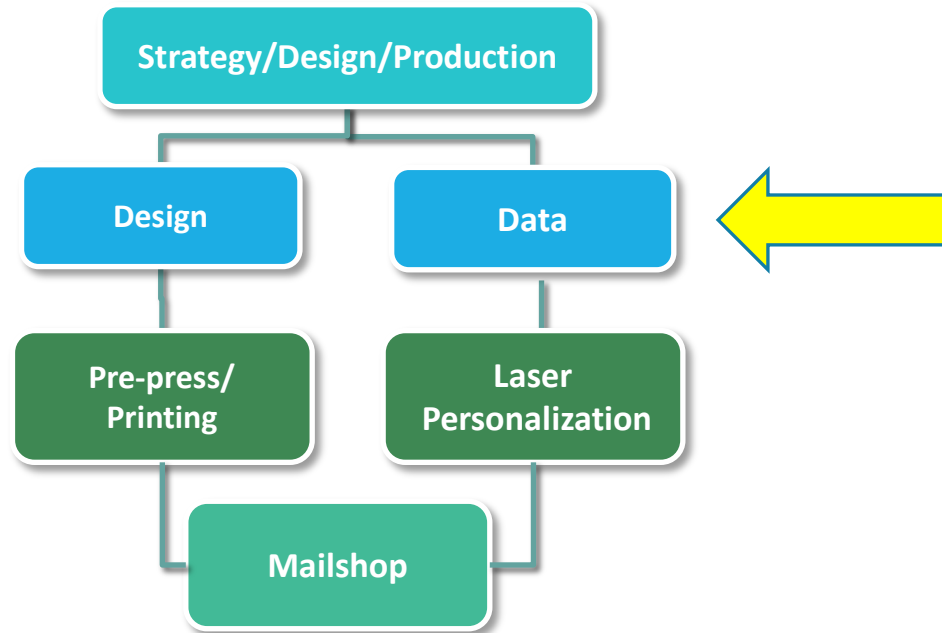 Strategy/Design/Production
Design
Data
Pre-press/
Printing
Laser
Personalization
Mailshop